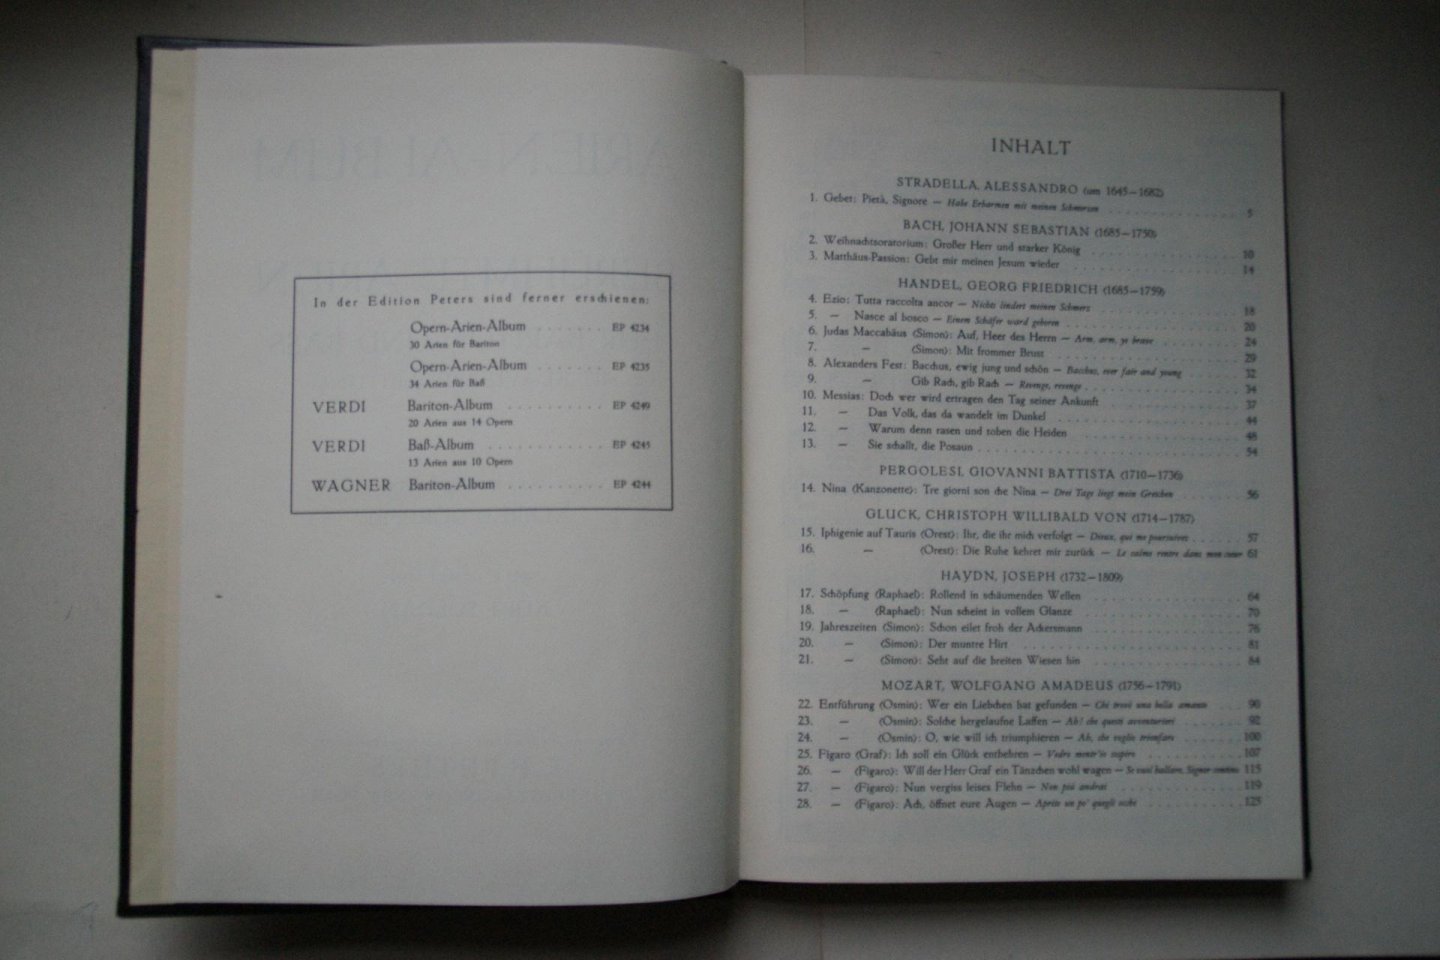 In der Edition Peters sind ferner erschienen:
Opern-Arien-Album . . . . . . . EP 4234
30 Arien für Bariton
Opern-Arien-Album . . . . . . . EP 4235
34 Arien für Baß
VERDI Bariton-Album . . . . . . . . . . EP 4249
20 Arien aus 14 Opern
VERDI Baß-Album . . . . . . . . . . . . EP 4245
13 Arien aus 10 Opern
WAGNER Bariton-Album . . . . . . . . . . EP 4244
INHALT
STRADELLA, ALESSANDRO (um 1645—1682)
1. Gebet: Pietà, Signore — Habe Erbarmen mit meinen Schmerzen . . . . . . 5
BACH, JOHANN SEBASTIAN (1685—1750)
2. Weihnachtsoratorium: Großer Herr und starker König . . . . . . 10
3. Matthäus-Passion: Gebt mir meinen Jesum wieder . . . . . . 14
HANDEL, GEORG FRIEDRICH (1685—1759)
4. Ezio: Tutta raccolta ancor — Nichts lindert meinen Schmerz . . . . . . 18
5. — Nasce al bosco — Einem Schäfer ward geboren . . . . . . 20
6. Judas Maccabäus (Simon): Auf, Heer des Herrn — Arm, arm, ye brave . . . . . . 24
7. — (Simon): Mit frommer Brust . . . . . . 29
8. Alexanders Fest: Bacchus, ewig jung und schön — Bacchus, ever fair and young . . . . . . 32
9. — Gib Rach, gib Rach — Revenge, revenge . . . . . . 34
10. Messias: Doch wer wird ertragen den Tag seiner Ankunft . . . . . . 37
11. — Das Volk, das da wandelt im Dunkel . . . . . . 44
12. — Warum denn rasen und toben die Heiden . . . . . . 48
13. — Sie schallt, die Posaun . . . . . . 54
PERGOLESI, GIOVANNI BATTISTA (1710—1736)
14. Nina (Kanzonette): Tre giorni son che Nina — Drei Tage liegt mein Gretchen . . . . . . 56
GLUCK, CHRISTOPH WILLIBALD VON (1714—1787)
15. Iphigenie auf Tauris (Orest): Ihr, die ihr mich verfolgt — Dieux, qui me poursuivez . . . . . . 57
16. — (Orest): Die Ruhe kehret mir zurück — Le calme rentre dans mon cœur 61
HAYDN, JOSEPH (1732—1809)
17. Schöpfung (Raphael): Rollend in schäumenden Wellen . . . . . . 64
18. — (Raphael): Nun scheint in vollem Glanze . . . . . . 70
19. Jahreszeiten (Simon): Schon eilet froh der Ackersmann . . . . . . 76
20. — (Simon): Der muntre Hirt . . . . . . 81
21. — (Simon): Seht auf die breiten Wiesen hin . . . . . . 84
MOZART, WOLFGANG AMADEUS (1756—1791)
22. Entführung (Osmin): Wer ein Liebchen hat gefunden — Chi trovi una bella amante . . . 90
23. — (Osmin): Solche hergelaufne Laffen — Ah! che questi avventurieri . . . . . . 92
24. — (Osmin): O, wie will ich triumphieren — Ah, che voglio trionfare . . . . . . 100
25. Figaro (Graf): Ich soll ein Glück entbehren — Vedrò mentr'io sospiro . . . . . . 107
26. — (Figaro): Will der Herr Graf ein Tänzchen wohl wagen — Se vuol ballare, Signor contino 115
27. — (Figaro): Nun vergiss leises Flehn — Non più andrai . . . . . . 119
28. — (Figaro): Ach, öffnet eure Augen — Aprite un po' quegli occhi . . . . . . 125